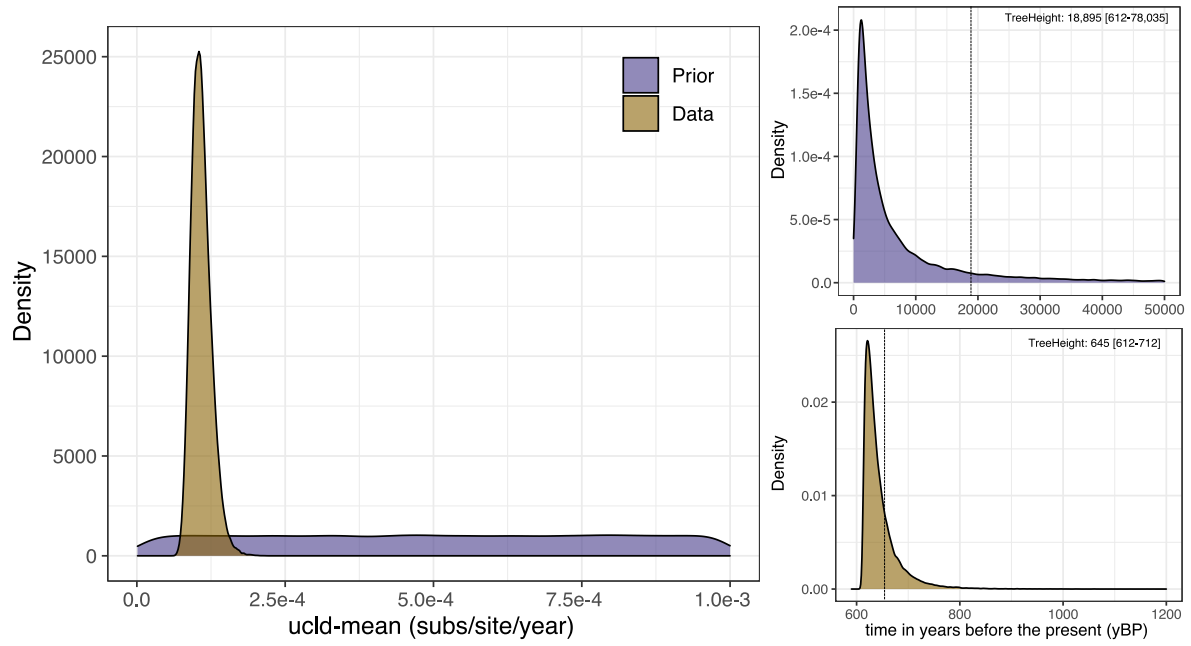 25000
20000
15000
10000
5000
0
Density
Prior
Data
0.0 2.5e-4 5.0e-4 7.5e-4 1.0e-3
ucld-mean (subs/site/year)
TreeHeight: 18,895 [612-78,035]
2.0e-4
1.5e-4
1.0e-4
5.0e-5
0.0
Density
0 10000 20000 30000 40000 50000
TreeHeight: 645 [612-712]
0.02
0.01
0.00
Density
600 800 1000 1200
time in years before the present (yBP)